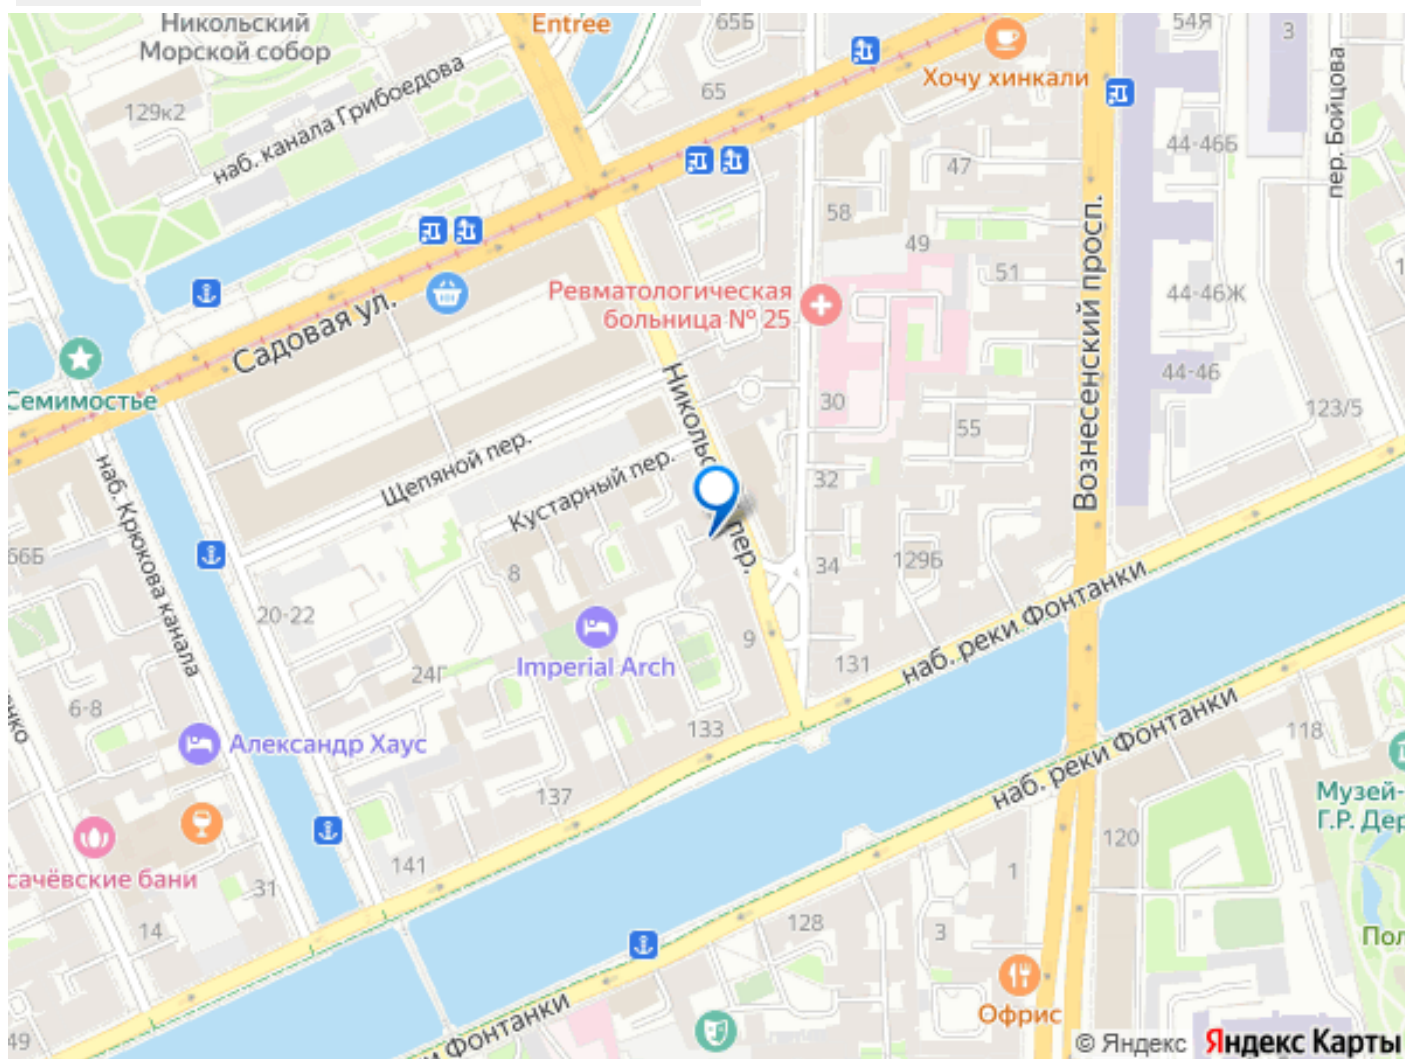 Никольский
Морской собор
Entree
65Б
54Я
3
Хочу хинкали
129к2
наб. канала Грибоедова
65
47
44-46Б
пер. Бойцова
58
49
51
Вознесенский просп.
44-46Ж
Ревматологическая
больница № 25
Садовая ул.
Семимостье
44-46
30
123/5
55
Щепяной пер.
Кустарный пер.
Никольс
пер.
32
наб. Крюкова канала
66Б
8
34
129Б
20-22
наб. реки Фонтанки
9
131
Imperial Arch
24Г
6-8
нко
133
118
Александр Хаус
наб. реки Фонтанки
137
Музей-
Г.Р. Дер
120
141
сачёвские бани
31
1
14
128
3
Пол
Офрис
49
и Фонтанки
© Яндекс Яндекс Карты